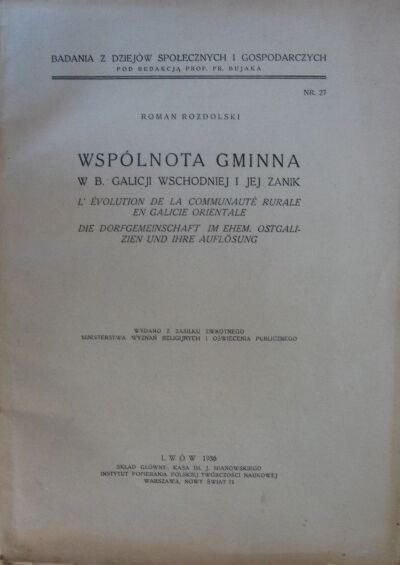 BADANIA Z DZIEJÓW SPOŁECZNYCH I GOSPODARCZYCH
POD REDAKCJĄ PROF. FR. BUJAKA
NR. 27
ROMAN ROZDOLSKI
WSPÓLNOTA GMINNA
W B. GALICJI WSCHODNIEJ I JEJ ZANIK
L' ÉVOLUTION DE LA COMMUNAUTÉ RURALE
EN GALICIE ORIENTALE
DIE DORFGEMEINSCHAFT IM EHEM. OSTGALI-
ZIEN UND IHRE AUFLÖSUNG
WYDANO Z ZASIŁKU ZWROTNEGO
MINISTERSTWA WYZNAŃ RELIGIJNYCH I OŚWIECENIA PUBLICZNEGO
LWÓW 1936
SKŁAD GŁÓWNY: KASA IM. J. MIANOWSKIEGO
INSTYTUT POPIERANIA POLSKIEJ TWÓRCZOŚCI NAUKOWEJ
WARSZAWA, NOWY ŚWIAT 72